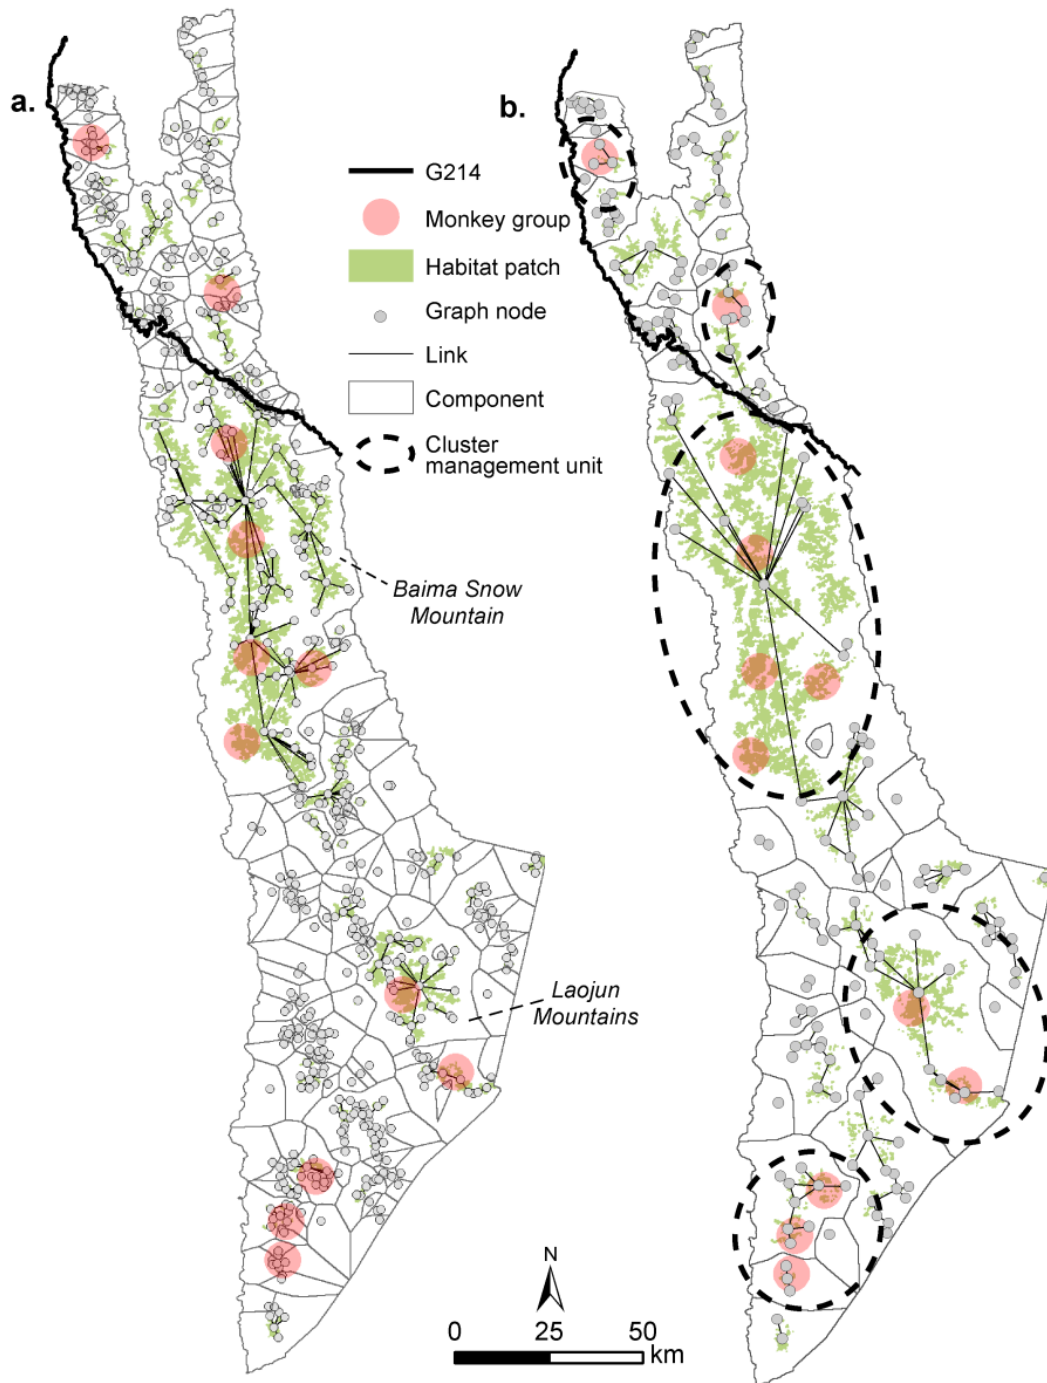 a.
b.
G214
Monkey group
Habitat patch
Graph node
Link
Component
Cluster
management unit
Baima Snow
Mountain
Laojun
Mountains
N
0 25 50
km